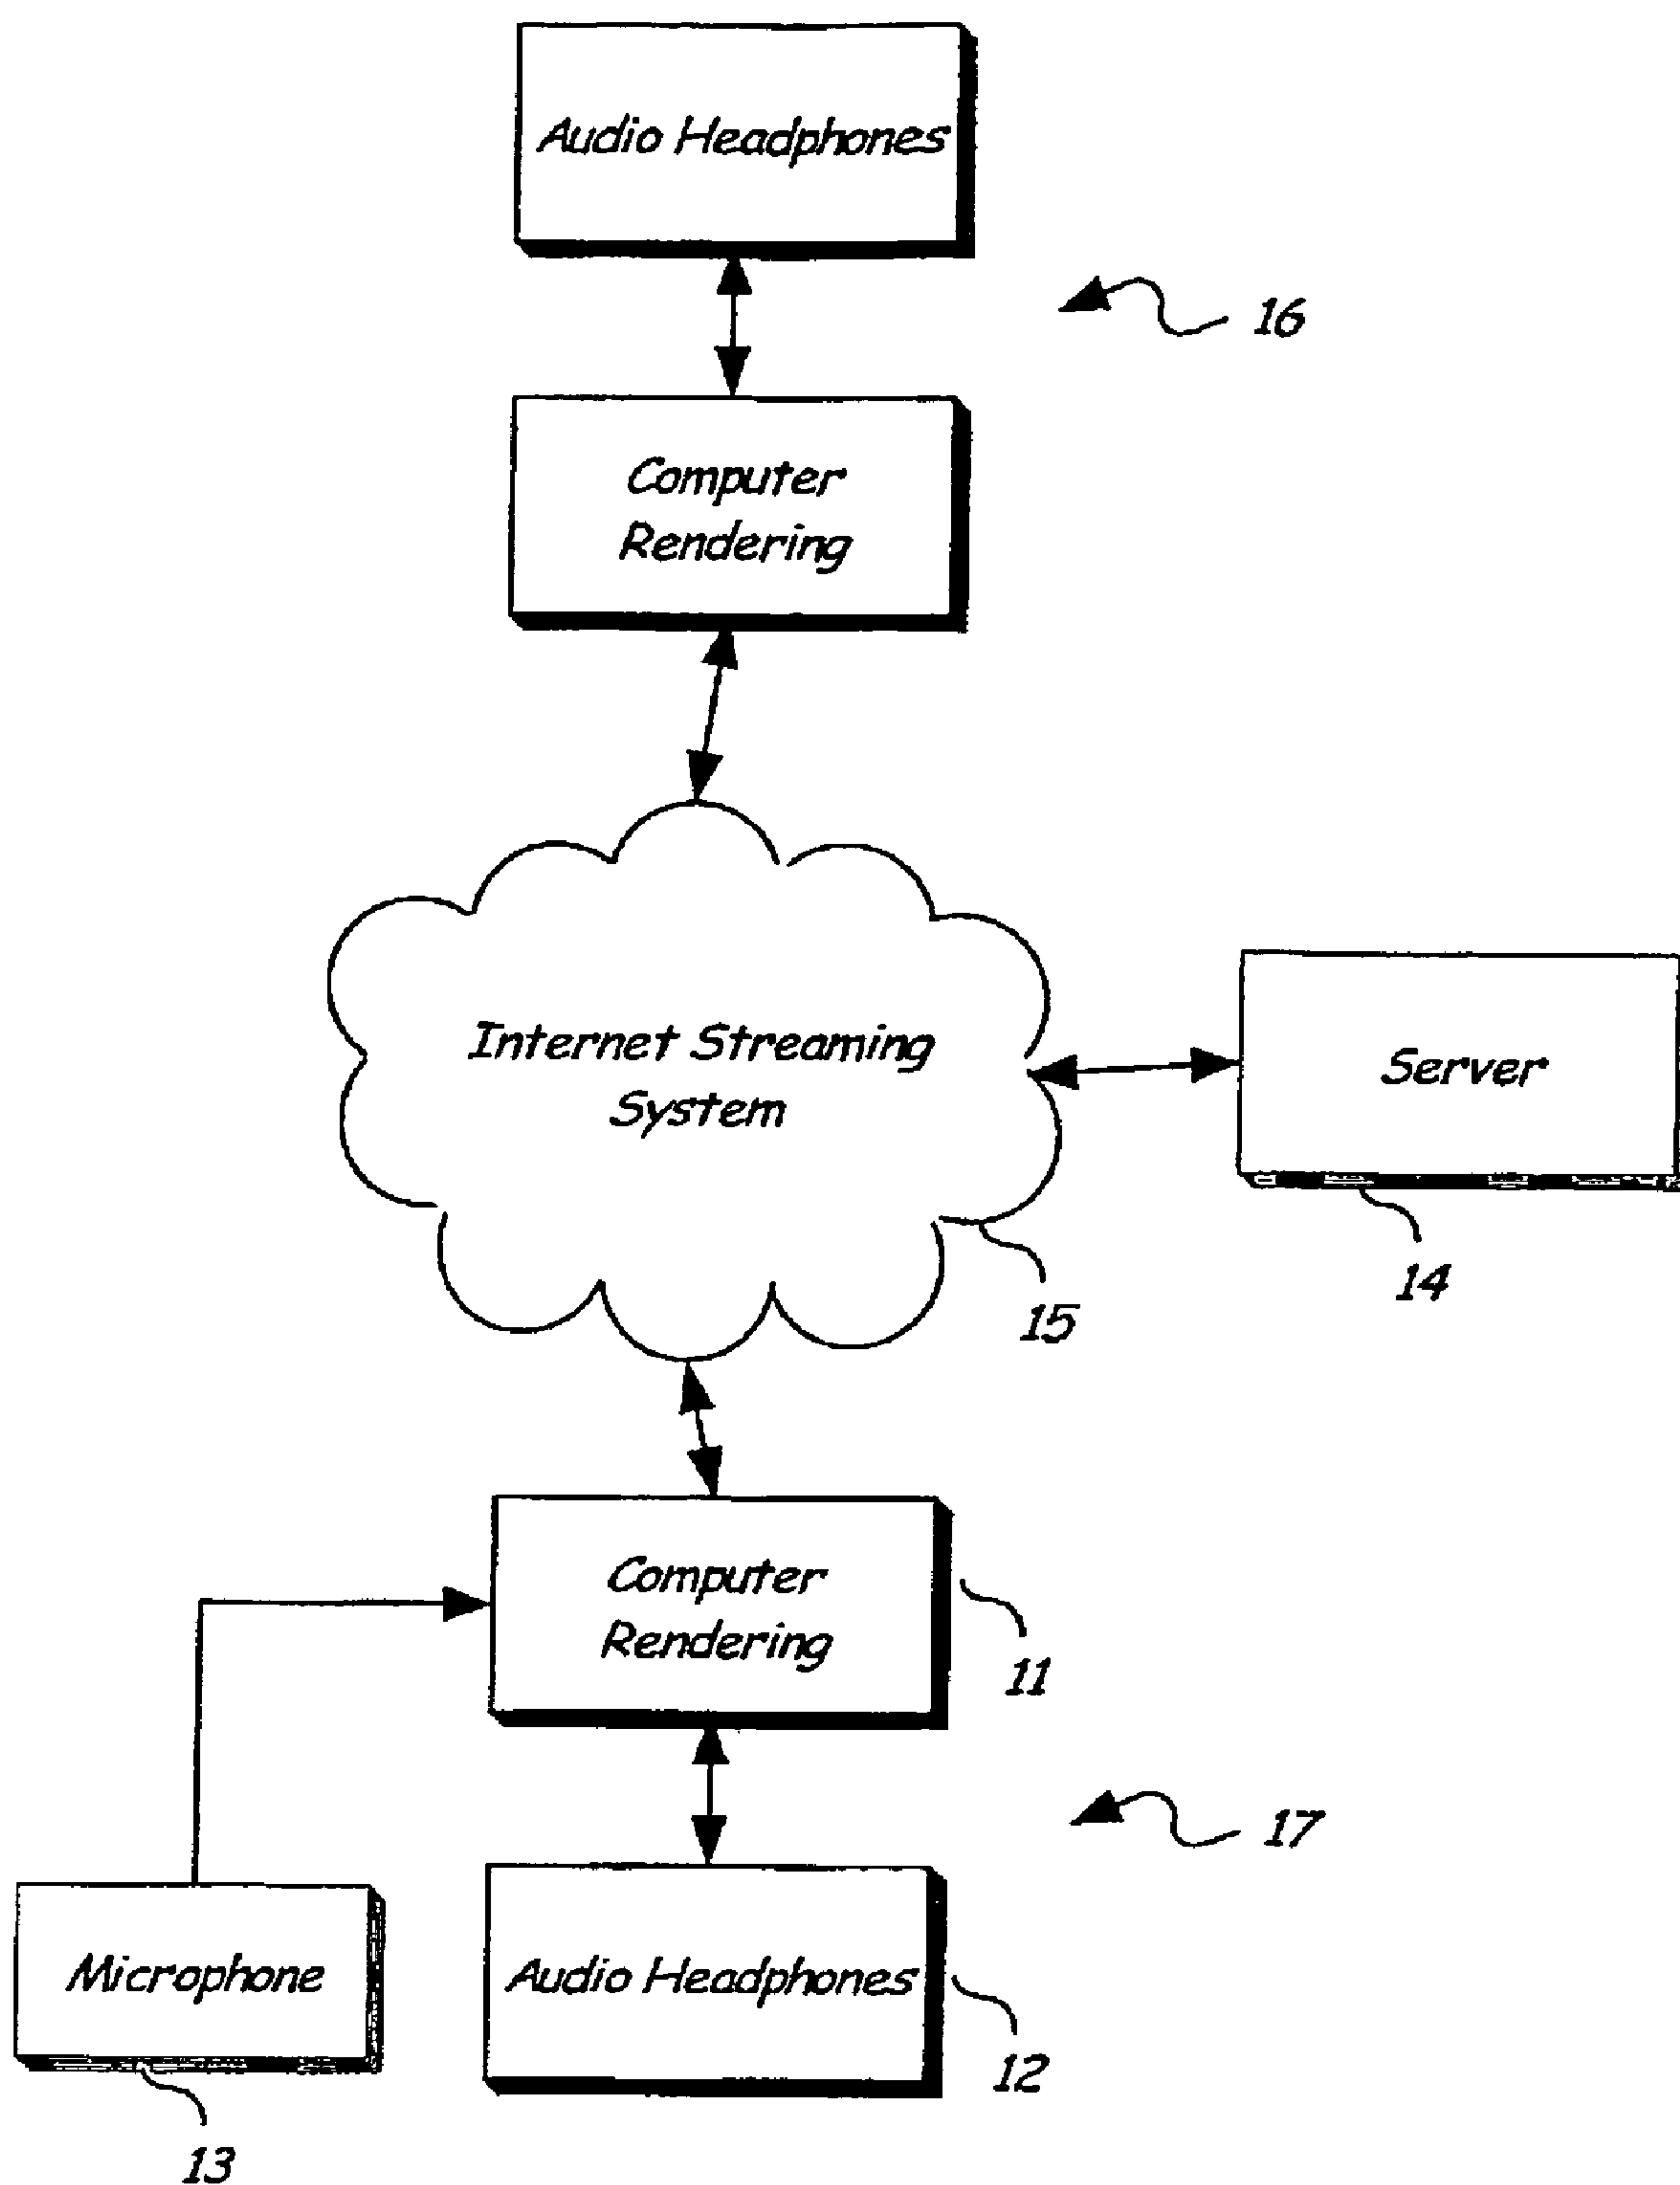 Audio Headphones
16
Computer
Rendering
Internet Streaming
System
Server
14
15
Computer
Rendering
11
17
Microphone
Audio Headphones
12
13